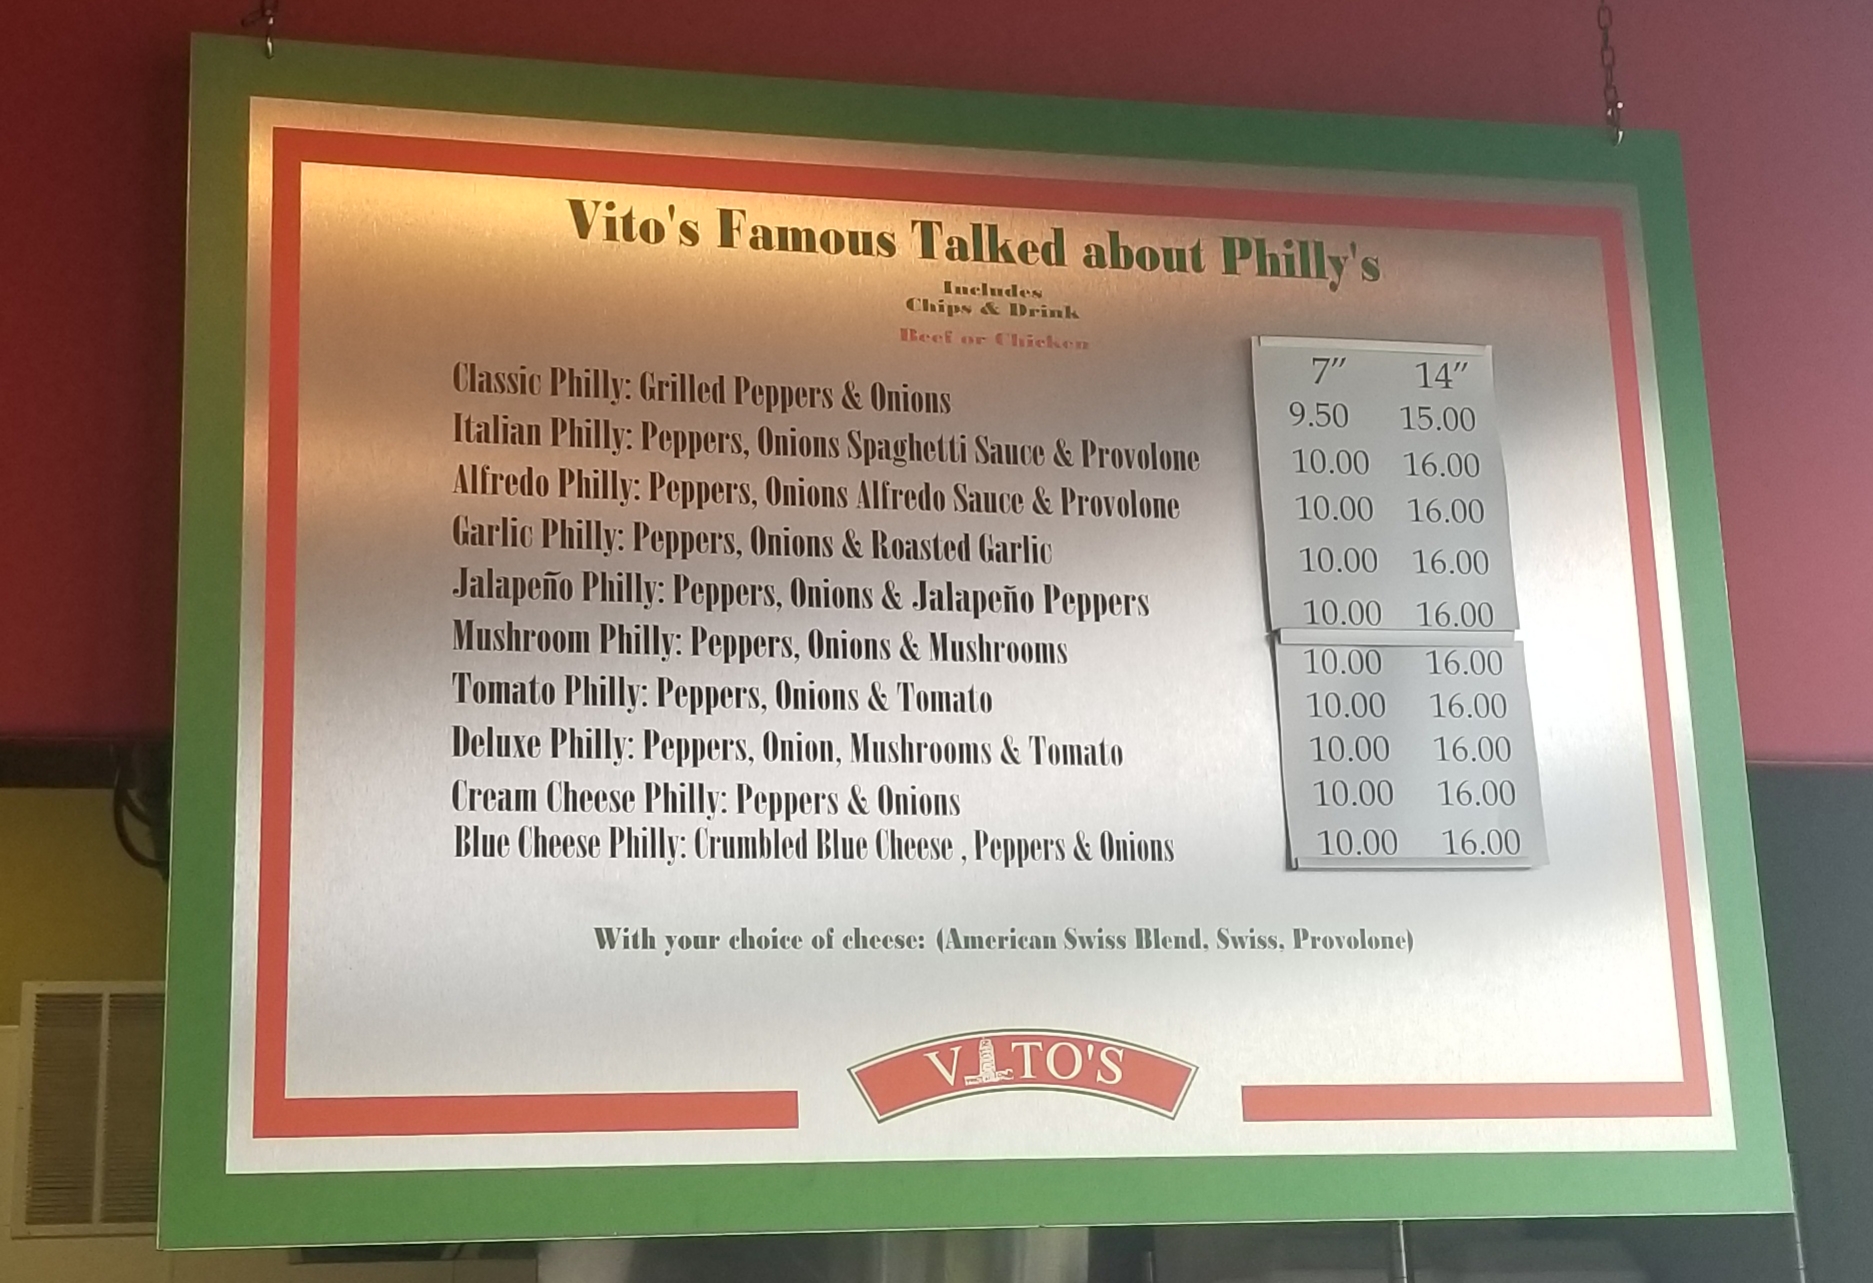 Vito's Famous Talked about Philly's
Includes
Chips & Drink
Beef or Chicken
7" 14"
Classic Philly: Grilled Peppers & Onions 9.50 15.00
Italian Philly: Peppers, Onions Spaghetti Sauce & Provolone 10.00 16.00
Alfredo Philly: Peppers, Onions Alfredo Sauce & Provolone 10.00 16.00
Garlic Philly: Peppers, Onions & Roasted Garlic 10.00 16.00
Jalapeño Philly: Peppers, Onions & Jalapeño Peppers 10.00 16.00
Mushroom Philly: Peppers, Onions & Mushrooms 10.00 16.00
Tomato Philly: Peppers, Onions & Tomato 10.00 16.00
Deluxe Philly: Peppers, Onion, Mushrooms & Tomato 10.00 16.00
Cream Cheese Philly: Peppers & Onions 10.00 16.00
Blue Cheese Philly: Crumbled Blue Cheese , Peppers & Onions 10.00 16.00
With your choice of cheese: (American Swiss Blend, Swiss, Provolone)
VITO'S